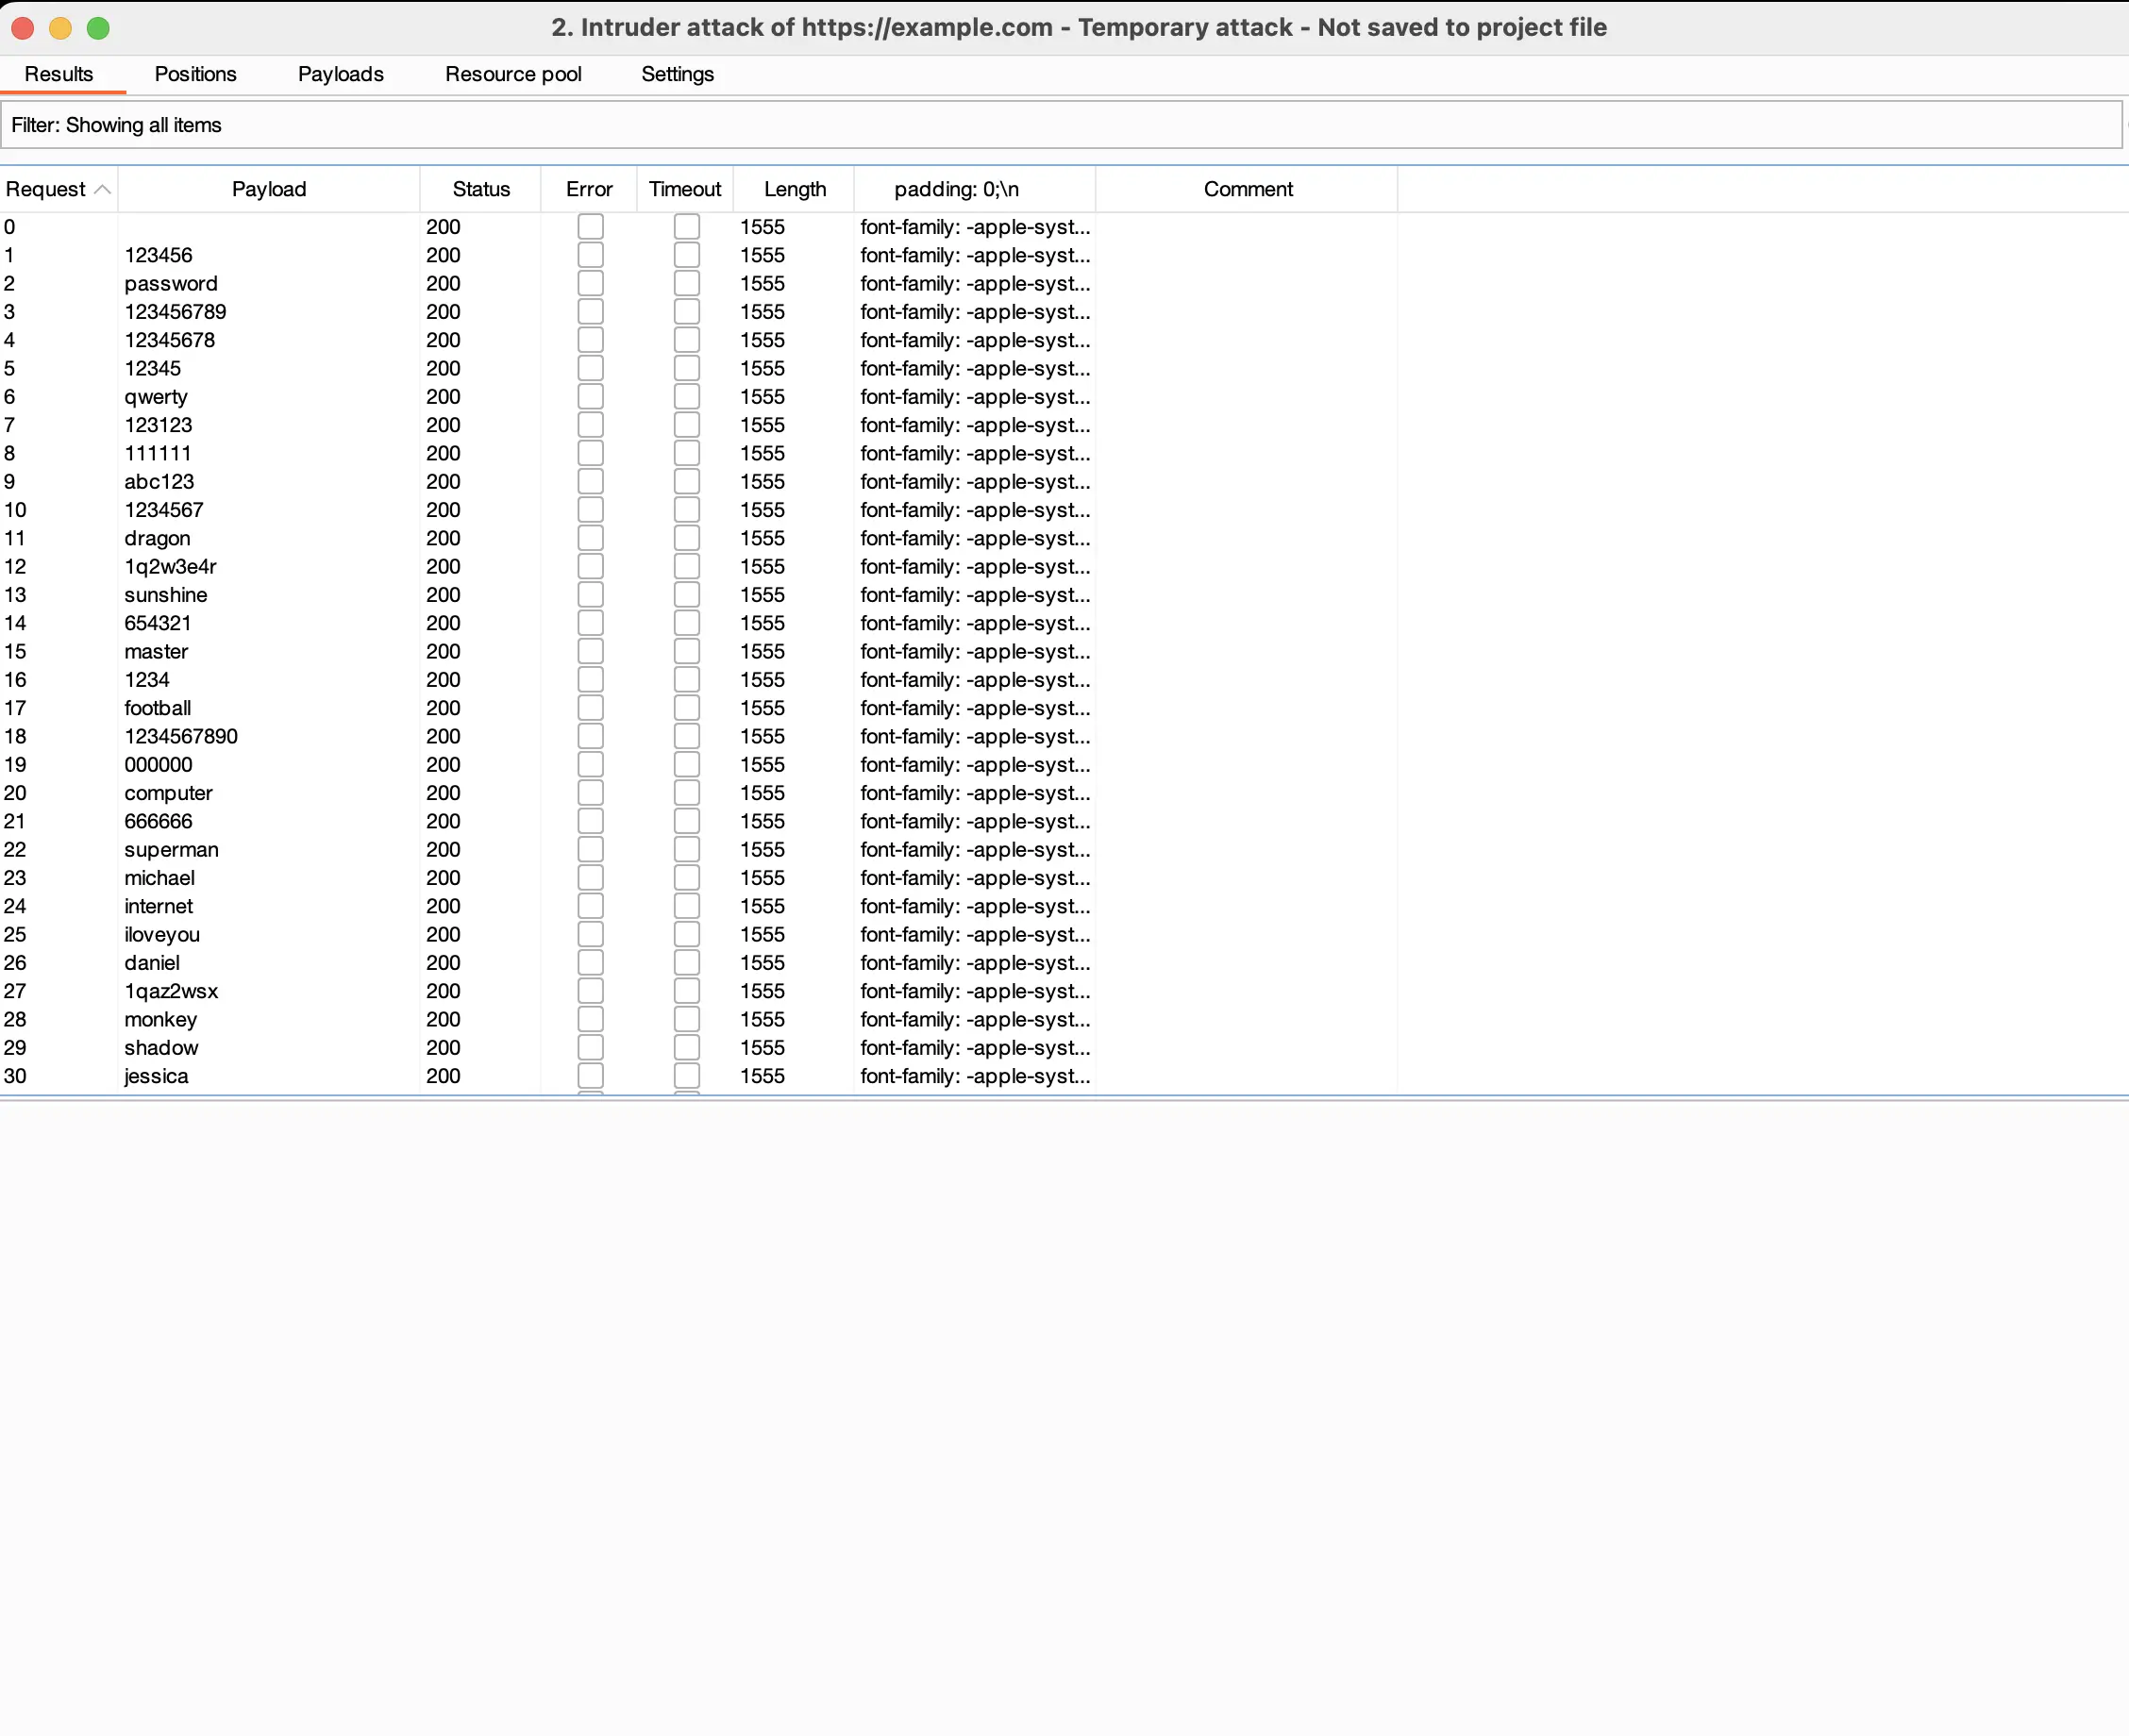 2. Intruder attack of https://example.com - Temporary attack - Not saved to project file
Results Positions Payloads Resource pool Settings
Filter: Showing all items
Request Payload Status Error Timeout Length padding: 0;\n Comment
0 200 1555 font-family: -apple-syst...
1 123456 200 1555 font-family: -apple-syst...
2 password 200 1555 font-family: -apple-syst...
3 123456789 200 1555 font-family: -apple-syst...
4 12345678 200 1555 font-family: -apple-syst...
5 12345 200 1555 font-family: -apple-syst...
6 qwerty 200 1555 font-family: -apple-syst...
7 123123 200 1555 font-family: -apple-syst...
8 111111 200 1555 font-family: -apple-syst...
9 abc123 200 1555 font-family: -apple-syst...
10 1234567 200 1555 font-family: -apple-syst...
11 dragon 200 1555 font-family: -apple-syst...
12 1q2w3e4r 200 1555 font-family: -apple-syst...
13 sunshine 200 1555 font-family: -apple-syst...
14 654321 200 1555 font-family: -apple-syst...
15 master 200 1555 font-family: -apple-syst...
16 1234 200 1555 font-family: -apple-syst...
17 football 200 1555 font-family: -apple-syst...
18 1234567890 200 1555 font-family: -apple-syst...
19 000000 200 1555 font-family: -apple-syst...
20 computer 200 1555 font-family: -apple-syst...
21 666666 200 1555 font-family: -apple-syst...
22 superman 200 1555 font-family: -apple-syst...
23 michael 200 1555 font-family: -apple-syst...
24 internet 200 1555 font-family: -apple-syst...
25 iloveyou 200 1555 font-family: -apple-syst...
26 daniel 200 1555 font-family: -apple-syst...
27 1qaz2wsx 200 1555 font-family: -apple-syst...
28 monkey 200 1555 font-family: -apple-syst...
29 shadow 200 1555 font-family: -apple-syst...
30 jessica 200 1555 font-family: -apple-syst...